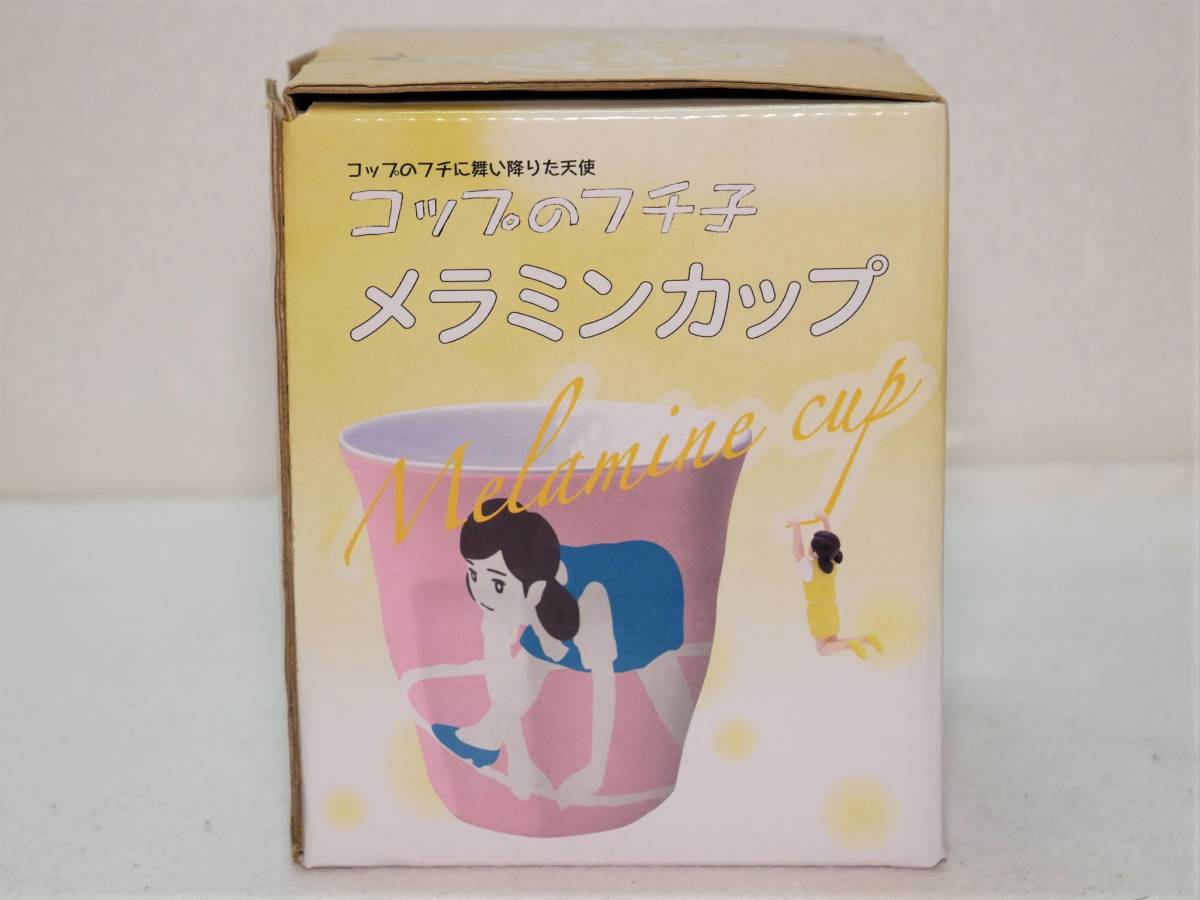 コップのフチに舞い降りた天使
コップのフチ子
メラミンカップ
Melamine cup